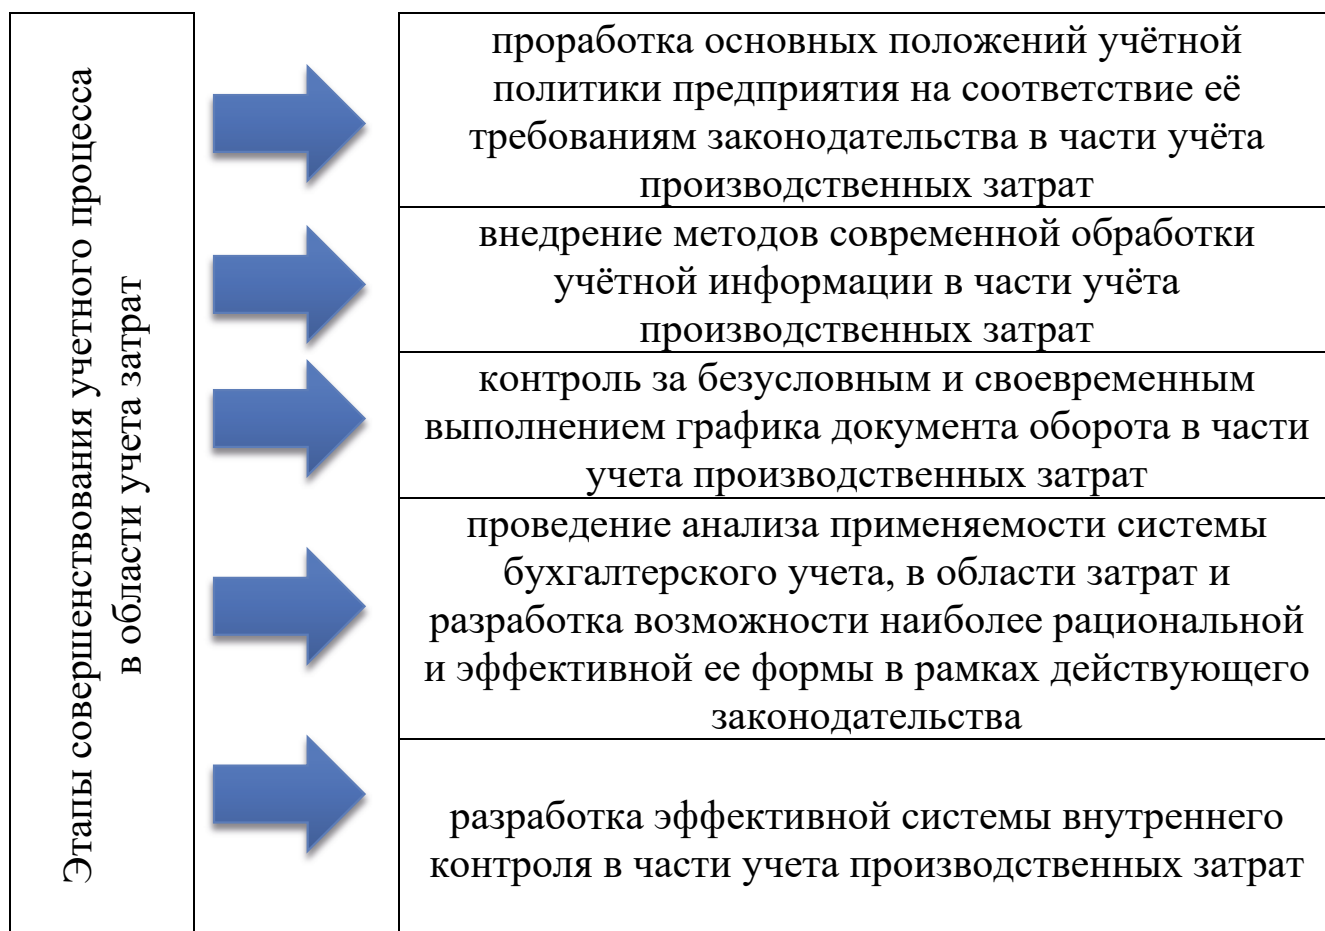 Этапы совершенствования учетного процесса
в области учета затрат
проработка основных положений учётной
политики предприятия на соответствие её
требованиям законодательства в части учёта
производственных затрат
внедрение методов современной обработки
учётной информации в части учёта
производственных затрат
контроль за безусловным и своевременным
выполнением графика документа оборота в части
учета производственных затрат
проведение анализа применяемости системы
бухгалтерского учета, в области затрат и
разработка возможности наиболее рациональной
и эффективной ее формы в рамках действующего
законодательства
разработка эффективной системы внутреннего
контроля в части учета производственных затрат